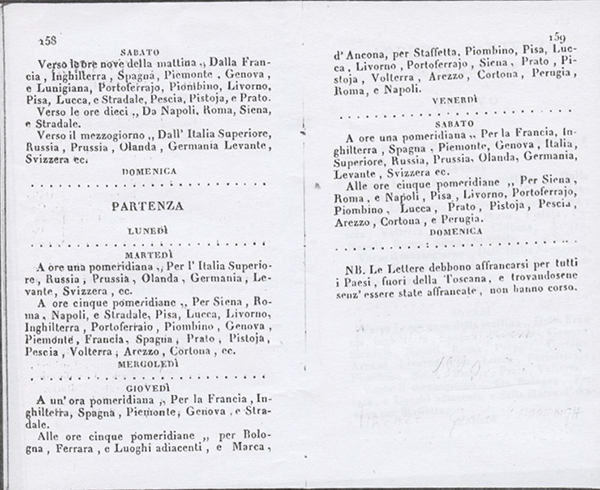 158
SABATO
Verso le ore nove della mattina ,, Dalla Fran-
cia , Inghilterra , Spagna, Piemonte , Genova ,
e Lunigiana, Portoferrajo, Piombino, Livorno,
Pisa, Lucca, e Stradale, Pescia, Pistoja, e Prato.
Verso le ore dieci ,, Da Napoli, Roma, Siena,
e Stradale.
Verso il mezzogiorno ,, Dall' Italia Superiore,
Russia , Prussia , Olanda , Germania Levante,
Svizzera ec.
DOMENICA
PARTENZA
LUNEDÌ
MARTEDÌ
A ore una pomeridiana ,, Per l' Italia Superio-
re , Russia , Prussia , Olanda , Germania , Le-
vante, Svizzera , ec.
A ore cinque pomeridiane ,, Per Siena , Ro-
ma, Napoli, e Stradale, Pisa, Lucca, Livorno,
Inghilterra , Portoferraio , Piombino , Genova ,
Piemonte , Francia, Spagna , Prato , Pistoja,
Pescia , Volterra , Arezzo , Cortona , ec.
MERGOLEDÌ
GIOVEDÌ
A un' ora pomeridiana ,, Per la Francia , In-
ghilterra, Spagna , Piemonte, Genova , e Stra-
dale.
Alle ore cinque pomeridiane ,, per Bolo-
gna , Ferrara , e Luoghi adiacenti , e Marca ,
159
d' Ancona, per Staffetta, Piombino, Pisa, Luc-
ca , Livorno , Portoferrajo , Siena , Prato , Pi-
stoja , Volterra , Arezzo , Cortona , Perugia ,
Roma, e Napoli.
VENERDÌ
SABATO
A ore una pomeridiana ,, Per la Francia, In-
ghilterra , Spagna , Piemonte, Genova , Italia,
Superiore, Russia, Prussia, Olanda, Germania,
Levante , Svizzera ec.
Alle ore cinque pomeridiane ,, Per Siena ,
Roma , e Napoli , Pisa , Livorno, Portoferrajo,
Piombino , Lucca , Prato , Pistoja , Pescia ,
Arezzo , Cortona , e Perugia.
DOMENICA
NB. Le Lettere debbono affrancarsi per tutti
i Paesi , fuori della Toscana , e trovandosene
senz' essere state affrancate , non hanno corso.